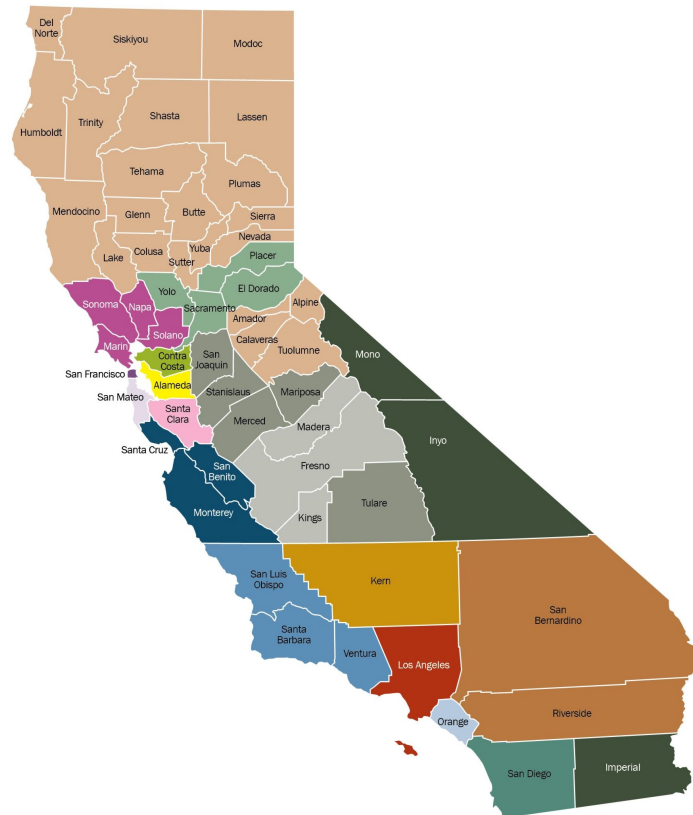 Del
Norte
Siskiyou
Modoc
Humboldt
Trinity
Shasta
Lassen
Tehama
Plumas
Mendocino
Glenn
Butte
Sierra
Nevada
Lake
Colusa
Sutter
Yuba
Placer
Yolo
El Dorado
Sonoma
Napa
Sacramento
Alpine
Solano
Amador
Marin
Calaveras
Tuolumne
Mono
Contra
Costa
San
Joaquin
San Francisco
Alameda
Stanislaus
Mariposa
San Mateo
Santa
Clara
Merced
Madera
Inyo
Santa Cruz
San
Benito
Fresno
Monterey
Kings
Tulare
San Luis
Obispo
Kern
San
Bernardino
Santa
Barbara
Ventura
Los Angeles
Orange
Riverside
San Diego
Imperial